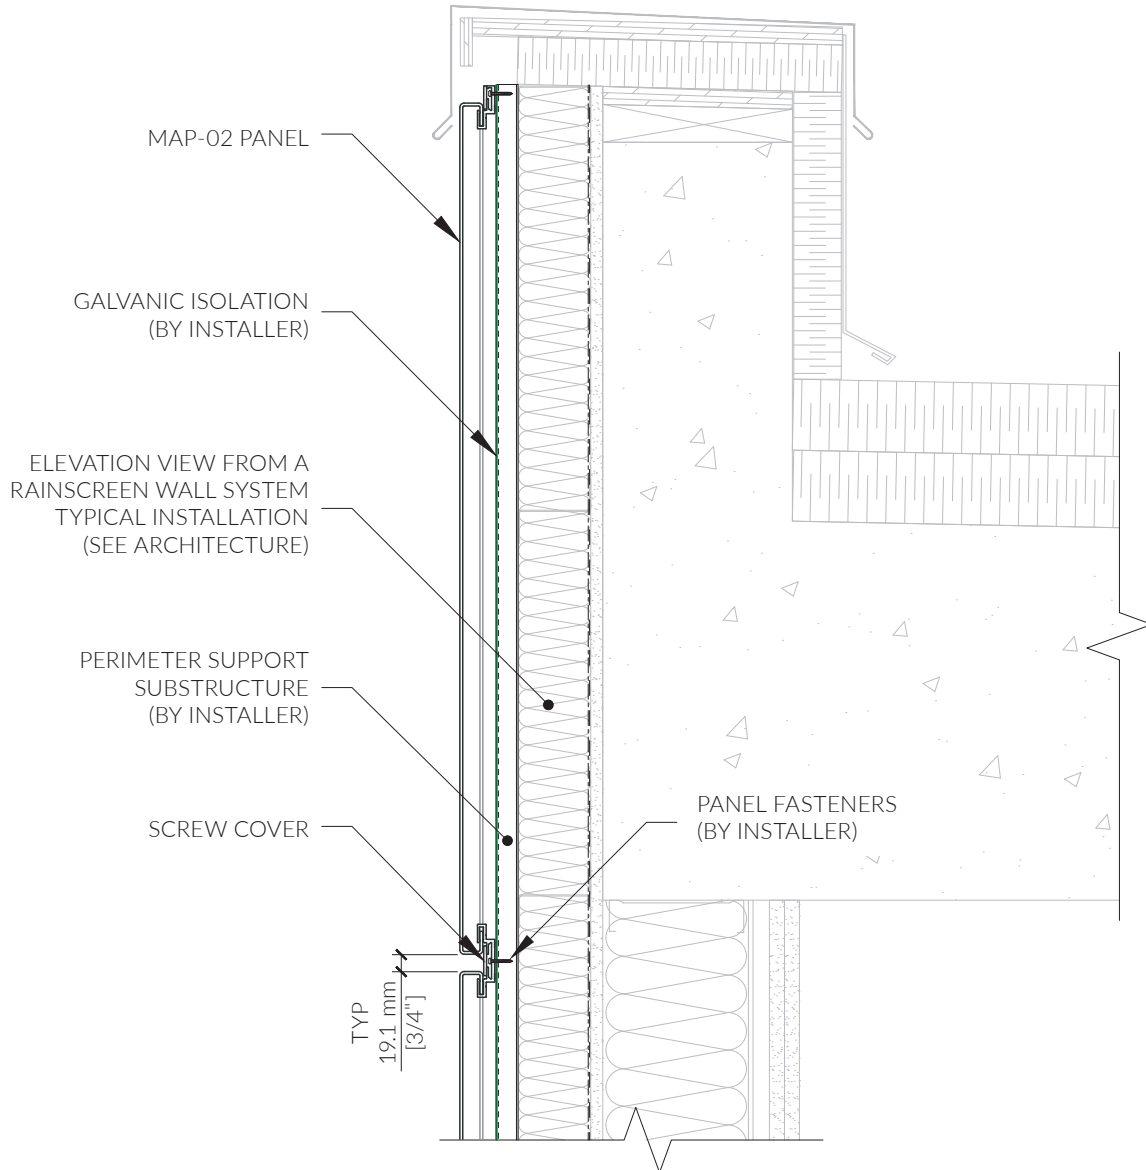 MAP-02 PANEL
GALVANIC ISOLATION
(BY INSTALLER)
ELEVATION VIEW FROM A
RAINSCREEN WALL SYSTEM
TYPICAL INSTALLATION
(SEE ARCHITECTURE)
PERIMETER SUPPORT
SUBSTRUCTURE
(BY INSTALLER)
SCREW COVER
PANEL FASTENERS
(BY INSTALLER)
TYP
19.1 mm
[3/4"]